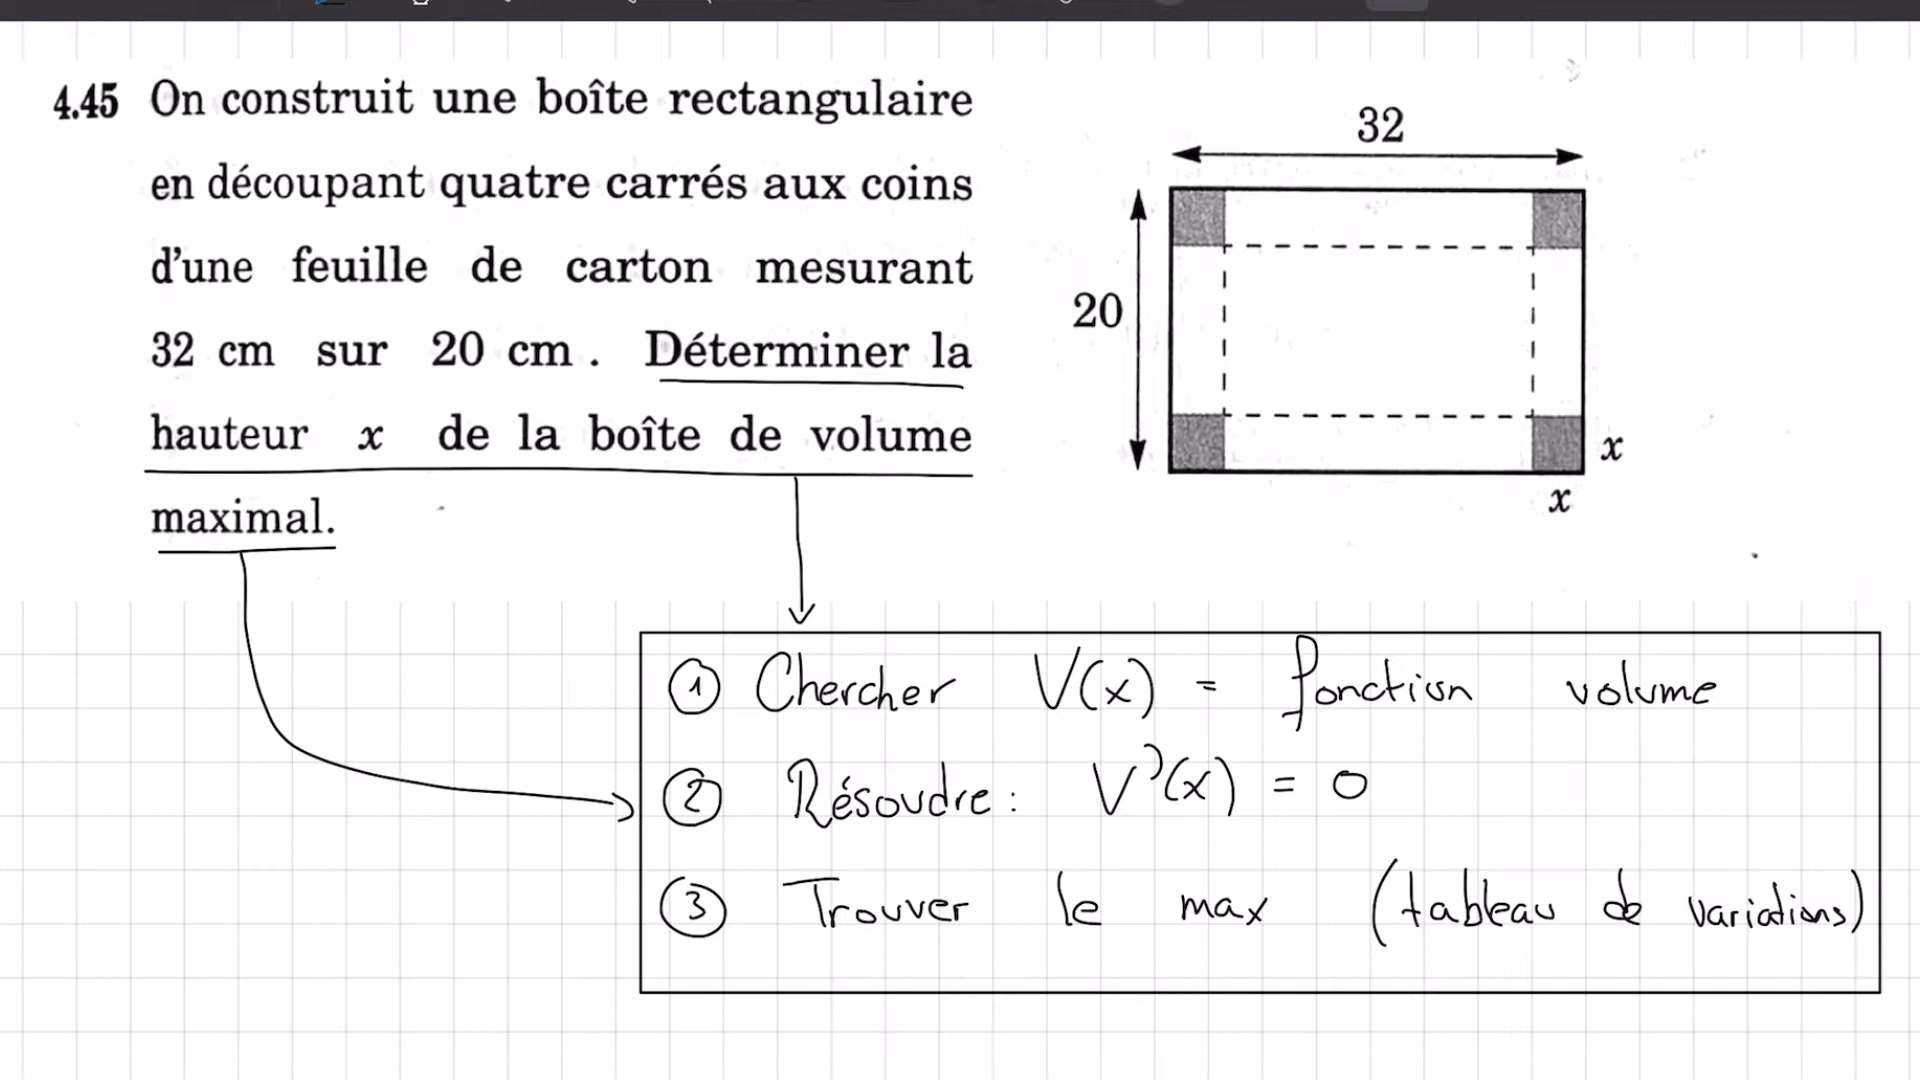 4.45 On construit une boîte rectangulaire
en découpant quatre carrés aux coins
d'une feuille de carton mesurant
32 cm sur 20 cm . Déterminer la
hauteur x de la boîte de volume
maximal.
32
20
x
x
① Chercher V(x) = fonction volume
② Résoudre : V'(x) = 0
③ Trouver le max (tableau de variations)